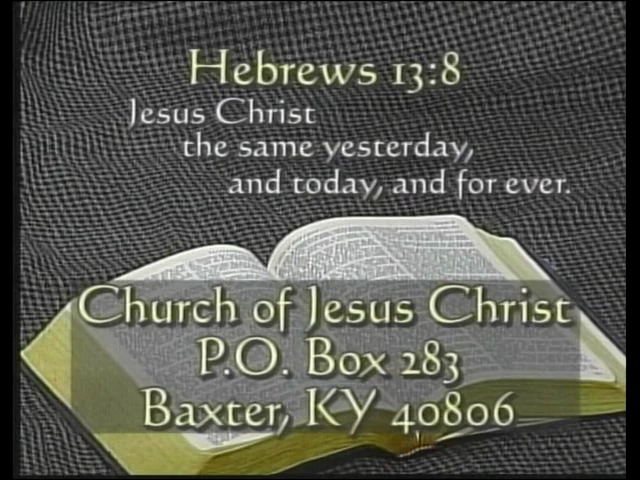 Hebrews 13:8
Jesus Christ
the same yesterday,
and today, and for ever.
Church of Jesus Christ
P.O. Box 283
Baxter, KY 40806